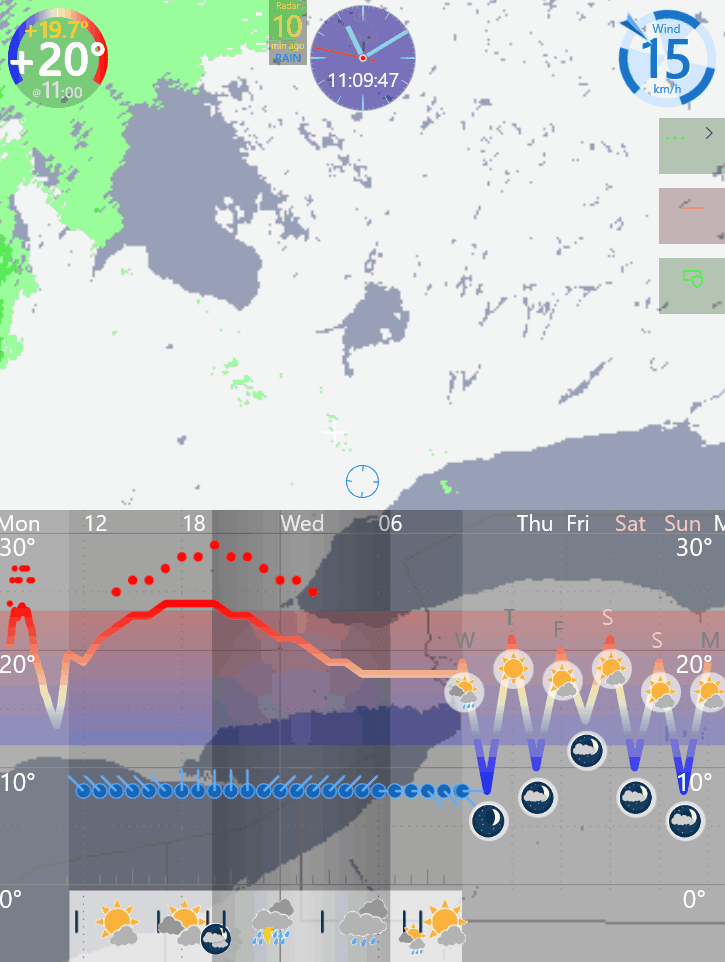 +19.7°
+20°
@11:00
Radar
10
min ago
RAIN
11:09:47
Wind
15
km/h
Mon 12 18 Wed 06 Thu Fri Sat Sun M
30° 30°
W T F S S M
20° 20°
10° 10°
0° 0°